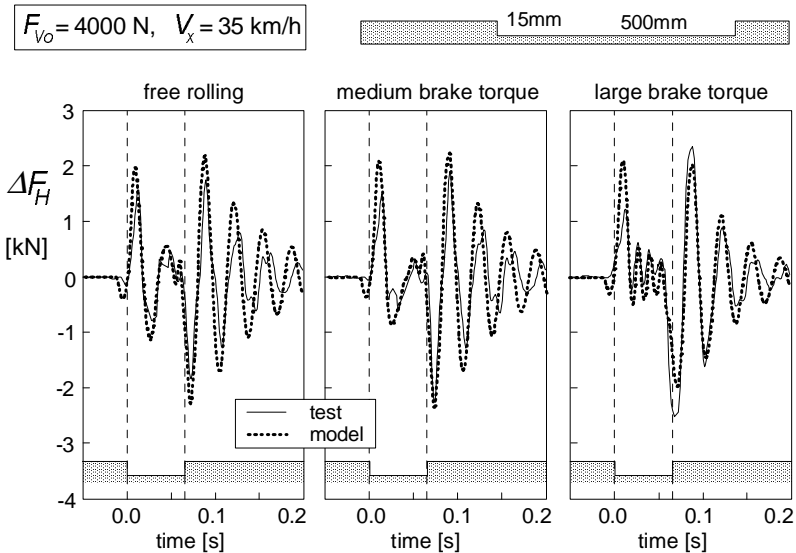 F_Vo = 4000 N, V_x = 35 km/h
15mm 500mm
free rolling medium brake torque large brake torque
ΔF_H
[kN]
3
2
1
0
-1
-2
-3
-4
test
model
0.0 0.1 0.2 0.0 0.1 0.2 0.0 0.1 0.2
time [s] time [s] time [s]